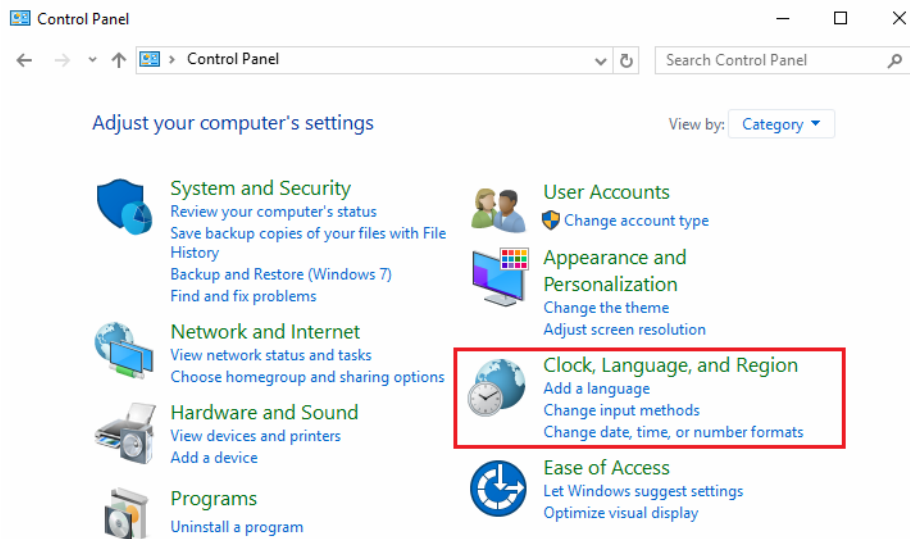 Control Panel
Control Panel
Search Control Panel
Adjust your computer's settings
View by:
Category
System and Security
Review your computer's status
Save backup copies of your files with File
History
Backup and Restore (Windows 7)
Find and fix problems
Network and Internet
View network status and tasks
Choose homegroup and sharing options
Hardware and Sound
View devices and printers
Add a device
Programs
Uninstall a program
User Accounts
Change account type
Appearance and
Personalization
Change the theme
Adjust screen resolution
Clock, Language, and Region
Add a language
Change input methods
Change date, time, or number formats
Ease of Access
Let Windows suggest settings
Optimize visual display